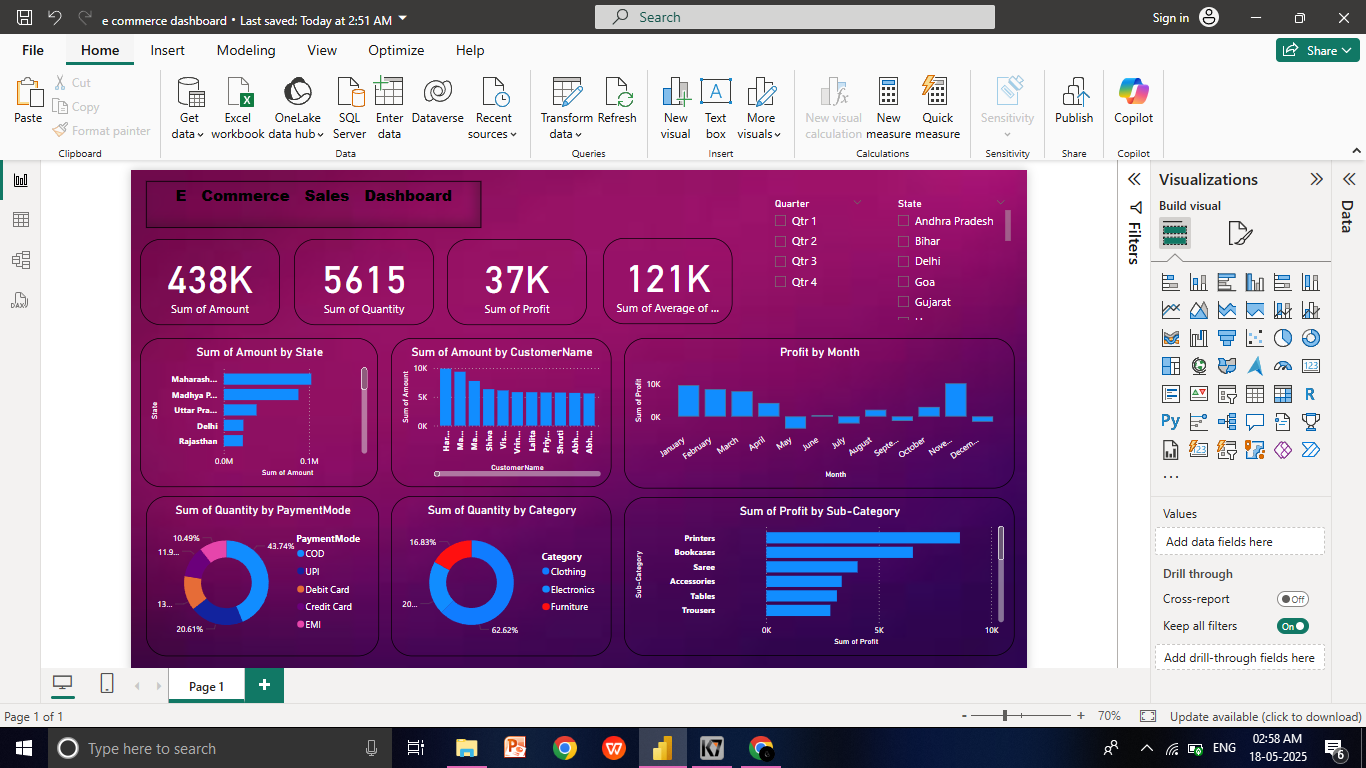 e commerce dashboard • Last saved: Today at 2:51 AM
Search
Sign in
File Home Insert Modeling View Optimize Help
Share
Paste
Cut
Copy
Format painter
Clipboard
Get data
Excel workbook
OneLake data hub
SQL Server
Enter data
Dataverse
Recent sources
Data
Transform data
Refresh
Queries
New visual
Text box
More visuals
Insert
New visual calculation
New measure
Quick measure
Calculations
Sensitivity
Sensitivity
Publish
Share
Copilot
Copilot
E Commerce Sales Dashboard
Quarter
Qtr 1
Qtr 2
Qtr 3
Qtr 4
State
Andhra Pradesh
Bihar
Delhi
Goa
Gujarat
438K
Sum of Amount
5615
Sum of Quantity
37K
Sum of Profit
121K
Sum of Average of ...
Sum of Amount by State
State
Maharash...
Madhya P...
Uttar Pra...
Delhi
Rajasthan
0.0M 0.1M
Sum of Amount
Sum of Amount by CustomerName
Sum of Amount
10K
5K
0K
Har...
Ma...
Ma...
Shiva
Vis...
Vrin...
Lalita
Priy...
Shruti
Abh...
Abh...
CustomerName
Profit by Month
Sum of Profit
10K
0K
January
February
March
April
May
June
July
August
Septe...
October
Nove...
Decem...
Month
Sum of Quantity by PaymentMode
10.49%
11.9...
13...
20.61%
43.74%
PaymentMode
COD
UPI
Debit Card
Credit Card
EMI
Sum of Quantity by Category
16.83%
20...
62.62%
Category
Clothing
Electronics
Furniture
Sum of Profit by Sub-Category
Sub-Category
Printers
Bookcases
Saree
Accessories
Tables
Trousers
0K 5K 10K
Sum of Profit
Filters
Visualizations
Build visual
Data
123
R
Py
123
...
Values
Add data fields here
Drill through
Cross-report
Off
Keep all filters
On
Add drill-through fields here
Page 1
Page 1 of 1
- + 70%
Update available (click to download)
Type here to search
ENG
02:58 AM
18-05-2025
6